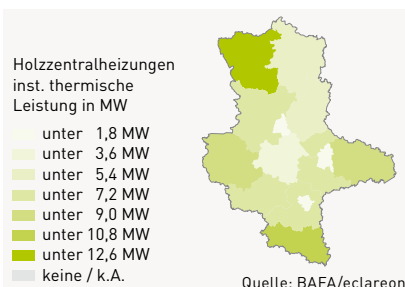 Holzzentralheizungen
inst. thermische
Leistung in MW
unter 1,8 MW
unter 3,6 MW
unter 5,4 MW
unter 7,2 MW
unter 9,0 MW
unter 10,8 MW
unter 12,6 MW
keine / k.A.
Quelle: BAFA/eclareon